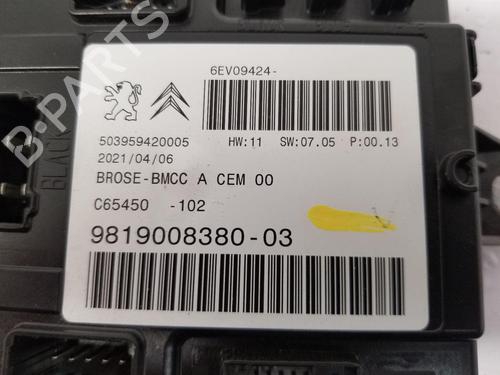 6EV09424-
503959420005 HW:11 SW:07.05 P:00.13
2021/04/06
BROSE-BMCC A CEM 00
C65450 -102
9819008380-03
B-PARTS
BLAC